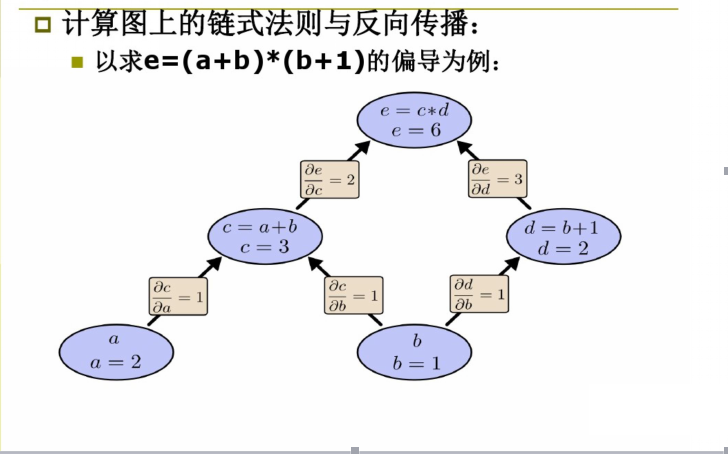 计算图上的链式法则与反向传播：
以求e=(a+b)*(b+1)的偏导为例：
e = c*d
e = 6
∂e/∂c = 2
∂e/∂d = 3
c = a+b
c = 3
d = b+1
d = 2
∂c/∂a = 1
∂c/∂b = 1
∂d/∂b = 1
a
a = 2
b
b = 1